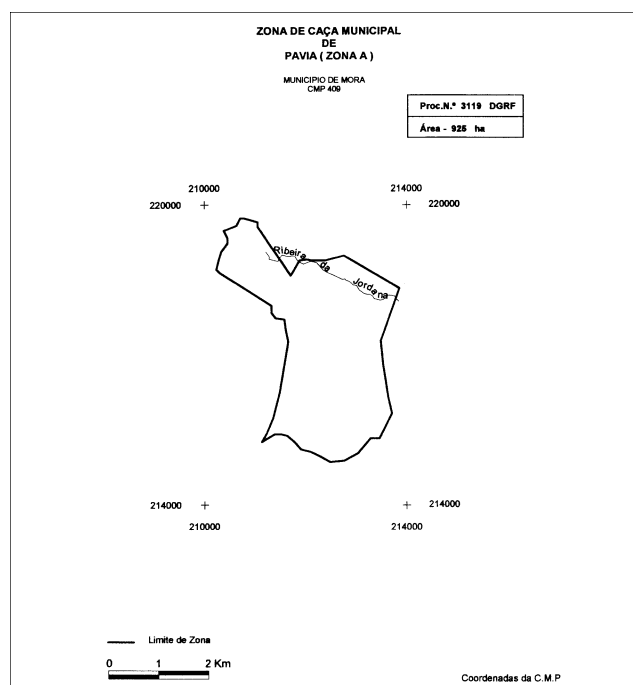 ZONA DE CAÇA MUNICIPAL
DE
PAVIA ( ZONA A )
MUNICIPIO DE MORA
CMP 409
Proc.N.º 3119 DGRF
Área - 925 ha
210000
214000
220000
220000
Ribeira da Jordana
214000
214000
210000
214000
Limite de Zona
0 1 2 Km
Coordenadas da C.M.P